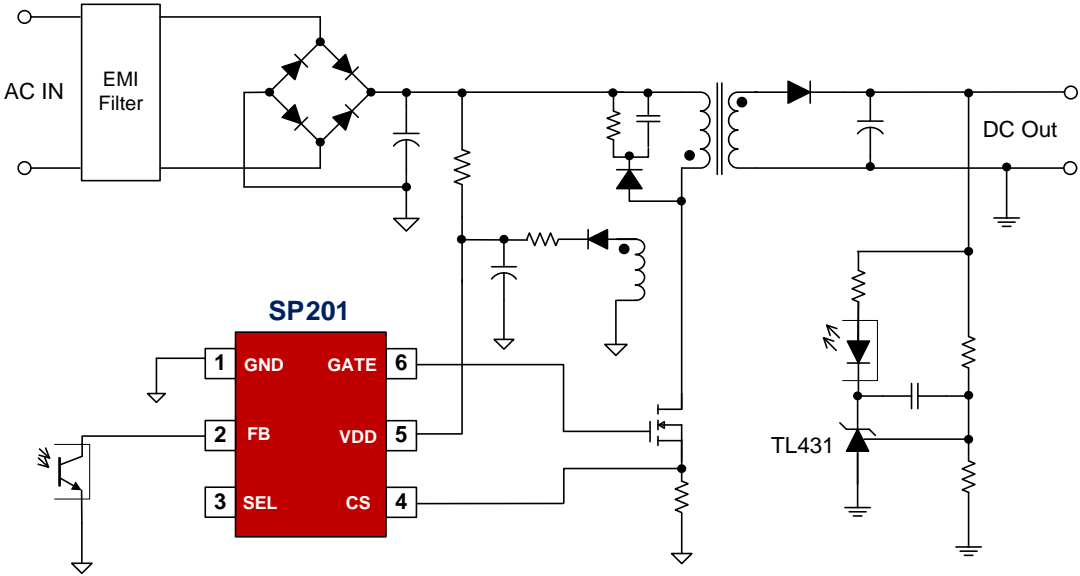 AC IN
EMI
Filter
DC Out
SP201
1 GND GATE 6
2 FB VDD 5
3 SEL CS 4
TL431